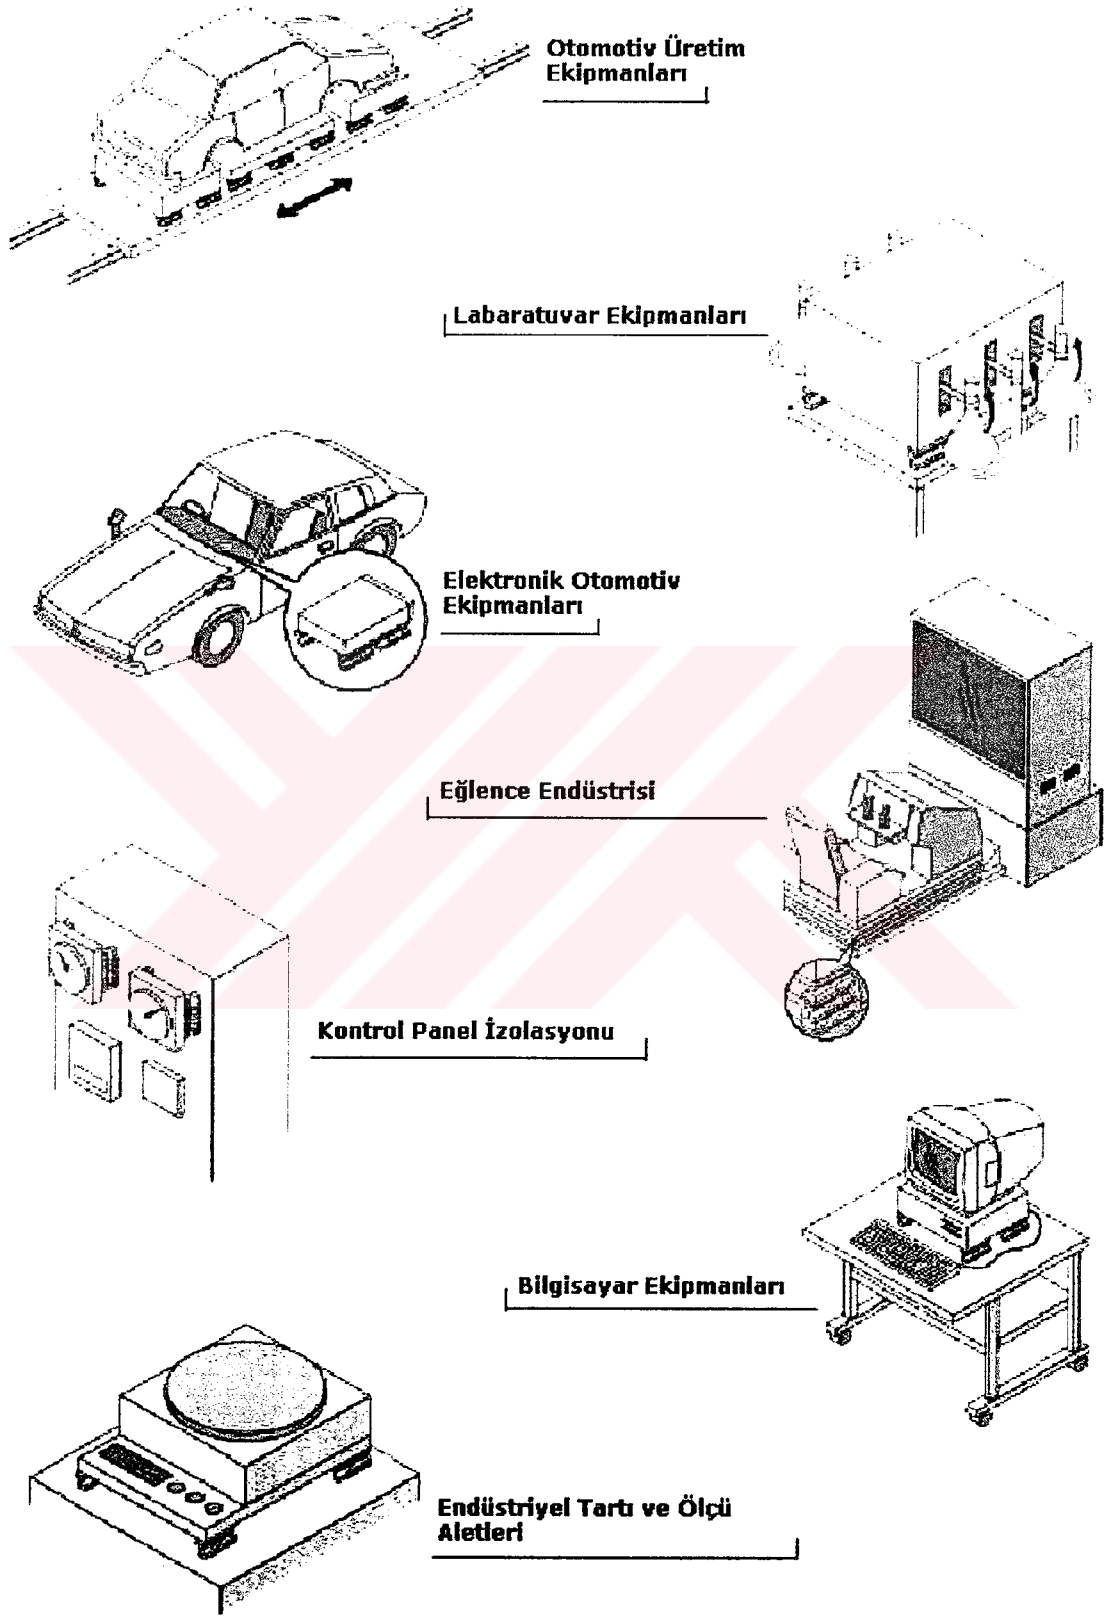 Otomotiv Üretim
Ekipmanları
Labaratuvar Ekipmanları
Elektronik Otomotiv
Ekipmanları
Eğlence Endüstrisi
Kontrol Panel İzolasyonu
Bilgisayar Ekipmanları
Endüstriyel Tartı ve Ölçü
Aletleri